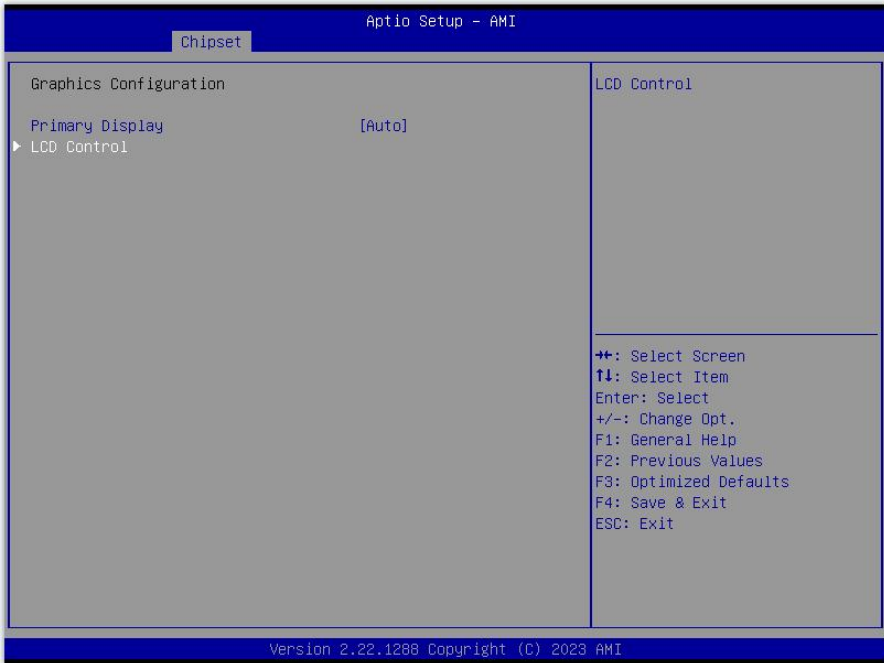 Aptio Setup – AMI
Chipset
Graphics Configuration
Primary Display [Auto]
LCD Control
LCD Control
→←: Select Screen
↑↓: Select Item
Enter: Select
+/-: Change Opt.
F1: General Help
F2: Previous Values
F3: Optimized Defaults
F4: Save & Exit
ESC: Exit
Version 2.22.1288 Copyright (C) 2023 AMI